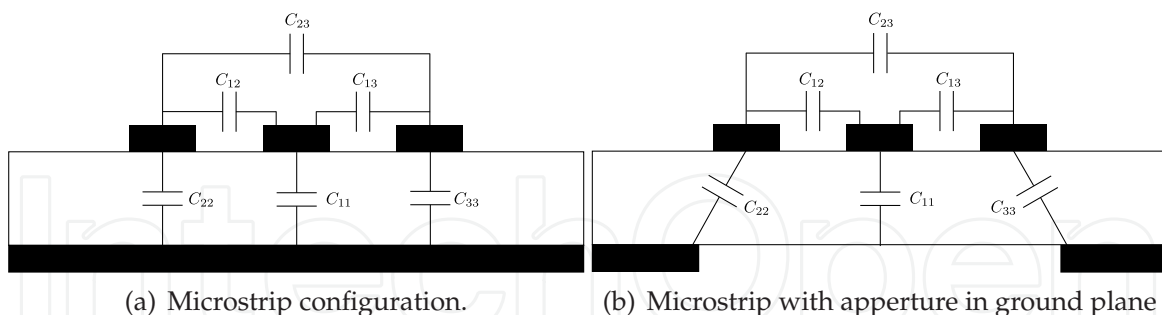 C23
C12
C13
C22
C11
C33
(a) Microstrip configuration.
C23
C12
C13
C22
C11
C33
(b) Microstrip with apperture in ground plane
IntechOpen